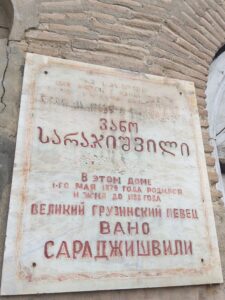 ვანო
სარაჯიშვილი
В ЭТОМ ДОМЕ
1-ГО МАЯ 1879 ГОДА РОДИЛСЯ
И ЖИЛ ДО ГОДА
ВЕЛИКИЙ ГРУЗИНСКИЙ ПЕВЕЦ
ВАНО
САРАДЖИШВИЛИ